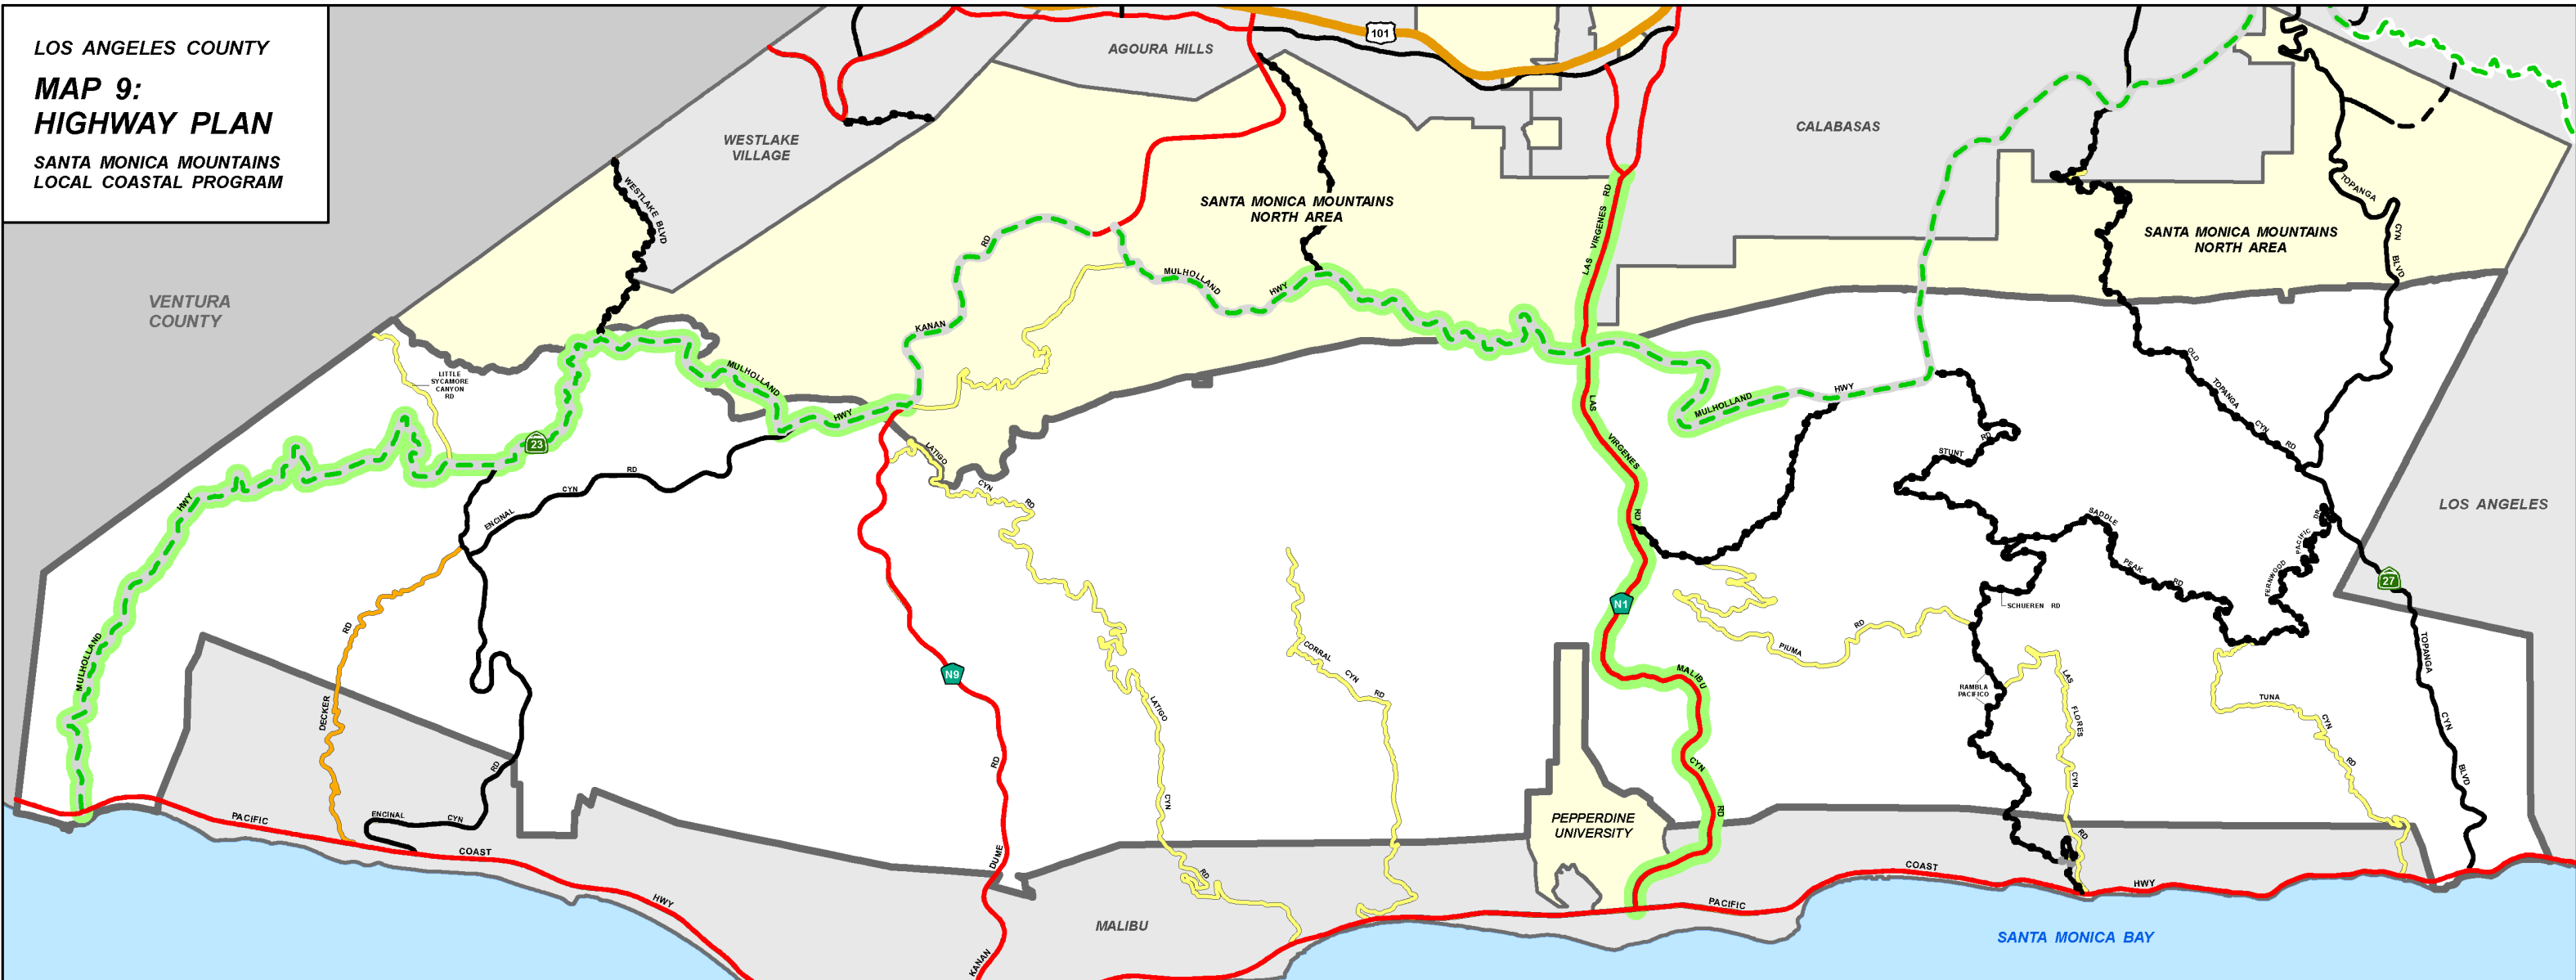 LOS ANGELES COUNTY
MAP 9:
HIGHWAY PLAN
SANTA MONICA MOUNTAINS
LOCAL COASTAL PROGRAM
101
AGOURA HILLS
WESTLAKE
VILLAGE
CALABASAS
WESTLAKE BLVD
SANTA MONICA MOUNTAINS
NORTH AREA
LAS VIRGENES RD
TOPANGA CYN BLVD
SANTA MONICA MOUNTAINS
NORTH AREA
VENTURA
COUNTY
KANAN RD
MULHOLLAND HWY
LITTLE
SYCAMORE
CANYON
RD
MULHOLLAND HWY
23
MULHOLLAND HWY
LAS VIRGENES RD
OLD TOPANGA CYN RD
STUNT RD
ENCINAL CYN RD
LATIGO CYN RD
MULHOLLAND HWY
SADDLE PEAK RD
FERNWOOD PACIFIC DR
LOS ANGELES
27
N1
SCHUEREN RD
DECKER RD
N9
CORRAL CYN RD
PIUMA RD
MALIBU CYN RD
RAMBLA
PACIFICO
LAS FLORES CYN RD
TUNA CYN RD
TOPANGA CYN BLVD
LATIGO CYN RD
ENCINAL CYN RD
KANAN DUME RD
PEPPERDINE
UNIVERSITY
PACIFIC COAST HWY
MALIBU
PACIFIC COAST HWY
SANTA MONICA BAY